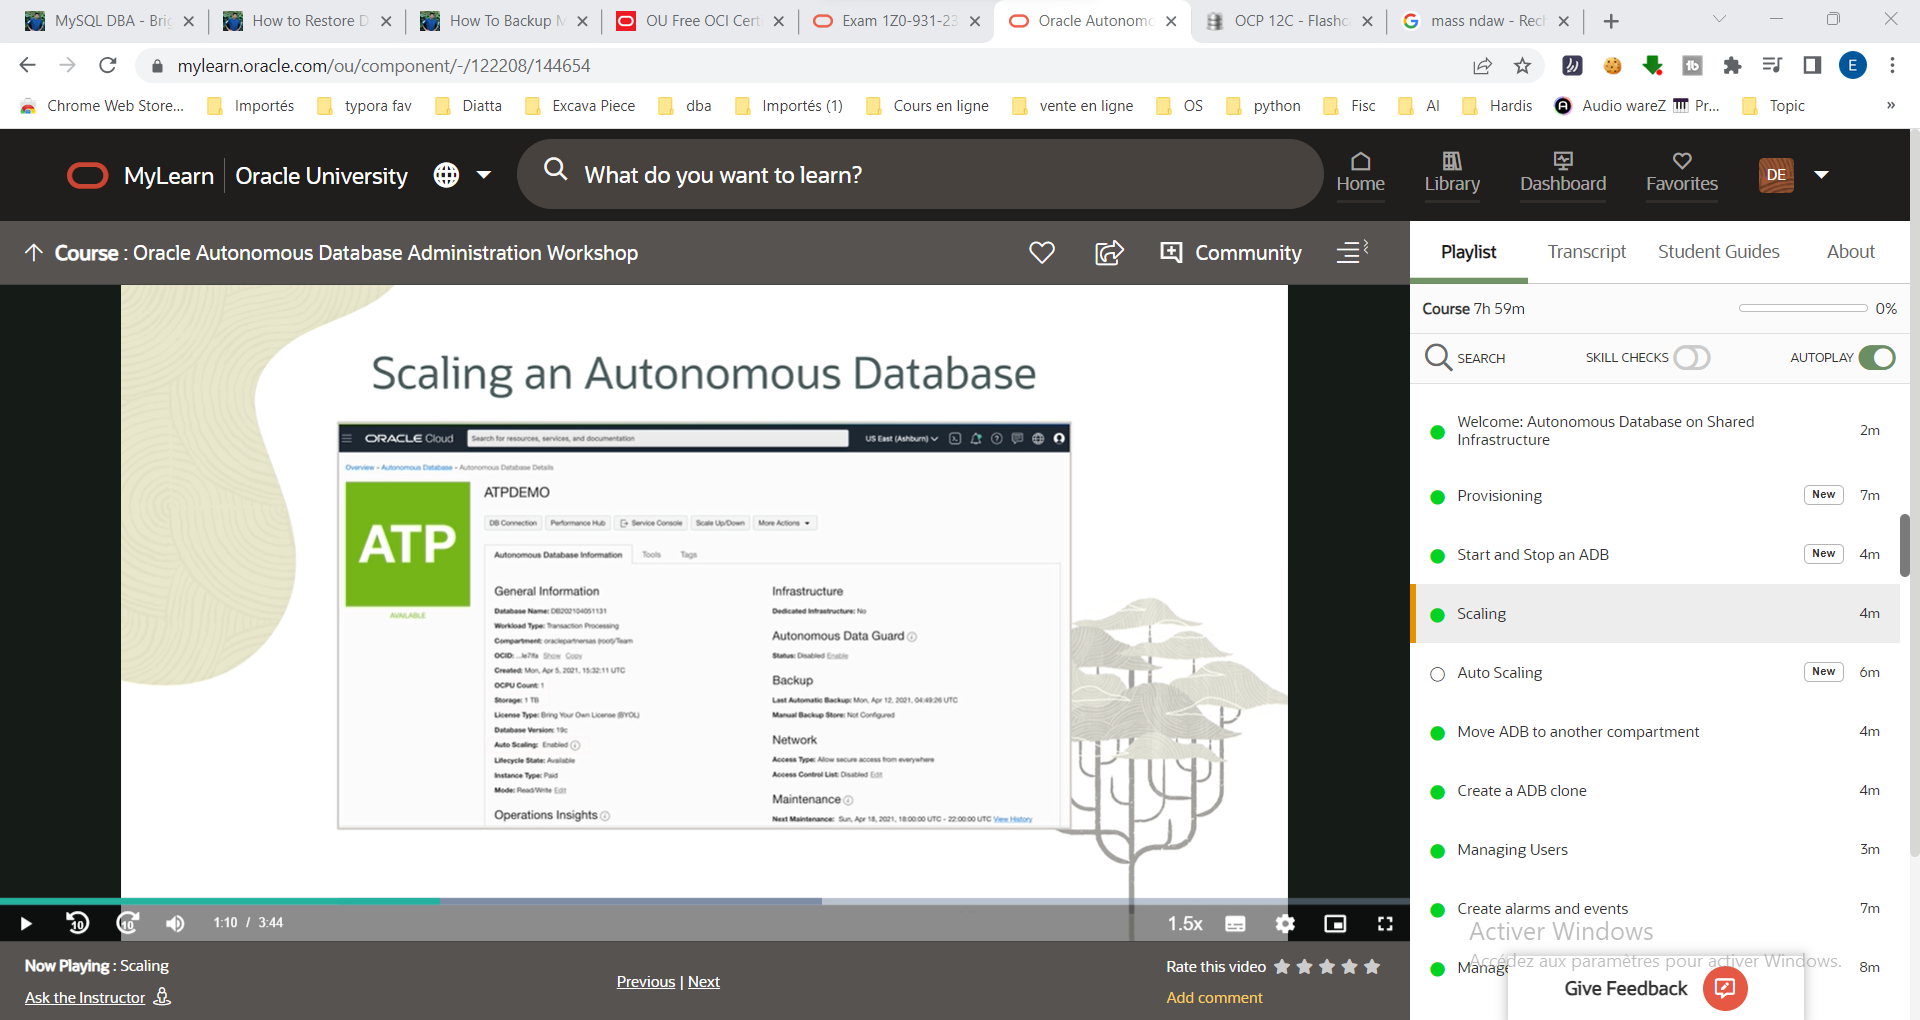 MySQL DBA - Bri
How to Restore D
How To Backup M
OU Free OCI Cert
Exam 1Z0-931-23
Oracle Autonomo
OCP 12C - Flashc
mass ndaw - Rech
mylearn.oracle.com/ou/component/-/122208/144654
E
Chrome Web Store...
Importés
typora fav
Diatta
Excava Piece
dba
Importés (1)
Cours en ligne
vente en ligne
OS
python
Fisc
AI
Hardis
Audio wareZ
Pr...
Topic
»
MyLearn
Oracle University
What do you want to learn?
Home
Library
Dashboard
Favorites
DE
Course : Oracle Autonomous Database Administration Workshop
Community
Playlist
Transcript
Student Guides
About
Course 7h 59m
0%
SEARCH
SKILL CHECKS
AUTOPLAY
Scaling an Autonomous Database
ORACLE Cloud
Search for resources, services, and documentation
US East (Ashburn)
Overview » Autonomous Database » Autonomous Database Details
ATP
AVAILABLE
ATPDEMO
DB Connection
Performance Hub
Service Console
Scale Up/Down
More Actions
Autonomous Database Information
Tools
Tags
General Information
Database Name: DB202104051131
Workload Type: Transaction Processing
Compartment: oraclepartnersas (root)/Team
OCID: ...le7lfa Show Copy
Created: Mon, Apr 5, 2021, 15:32:11 UTC
OCPU Count: 1
Storage: 1 TB
License Type: Bring Your Own License (BYOL)
Database Version: 19c
Auto Scaling: Enabled
Lifecycle State: Available
Instance Type: Paid
Mode: Read/Write Edit
Operations Insights
Infrastructure
Dedicated Infrastructure: No
Autonomous Data Guard
Status: Disabled Enable
Backup
Last Automatic Backup: Mon, Apr 12, 2021, 04:49:26 UTC
Manual Backup Store: Not Configured
Network
Access Type: Allow secure access from everywhere
Access Control List: Disabled Edit
Maintenance
Next Maintenance: Sun, Apr 18, 2021, 18:00:00 UTC - 22:00:00 UTC View History
Welcome: Autonomous Database on Shared
Infrastructure
2m
Provisioning
New
7m
Start and Stop an ADB
New
4m
Scaling
4m
Auto Scaling
New
6m
Move ADB to another compartment
4m
Create a ADB clone
4m
Managing Users
3m
Create alarms and events
7m
Manage
8m
Activer Windows
Accédez aux paramètres pour activer Windows.
Give Feedback
10
10
1:10 / 3:44
1.5x
Now Playing : Scaling
Ask the Instructor
Previous | Next
Rate this video
Add comment